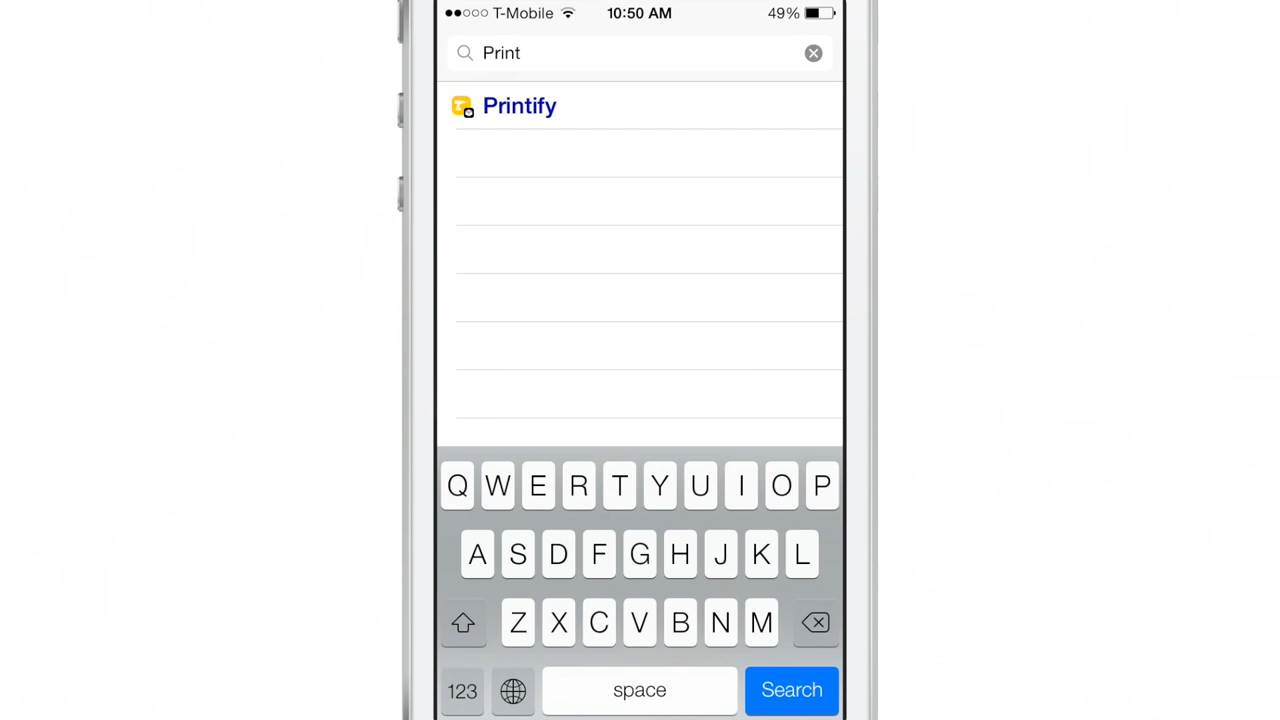 T-Mobile 10:50 AM 49%
Print
Printify
Q W E R T Y U I O P
A S D F G H J K L
Z X C V B N M
123 space Search